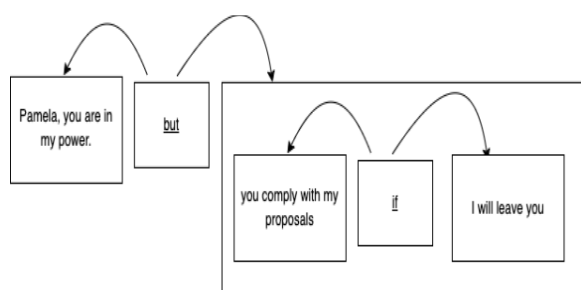 Pamela, you are in
my power.
but
you comply with my
proposals
if
I will leave you